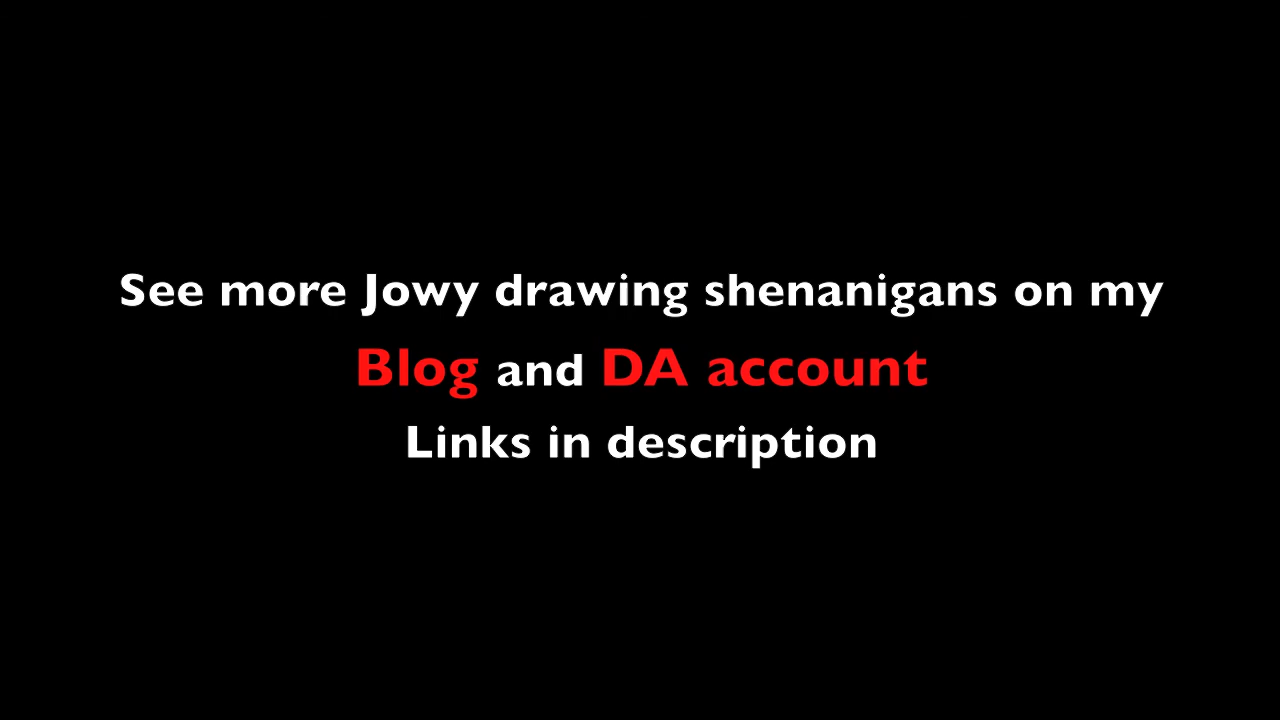 See more Jowy drawing shenanigans on my
Blog and DA account
Links in description